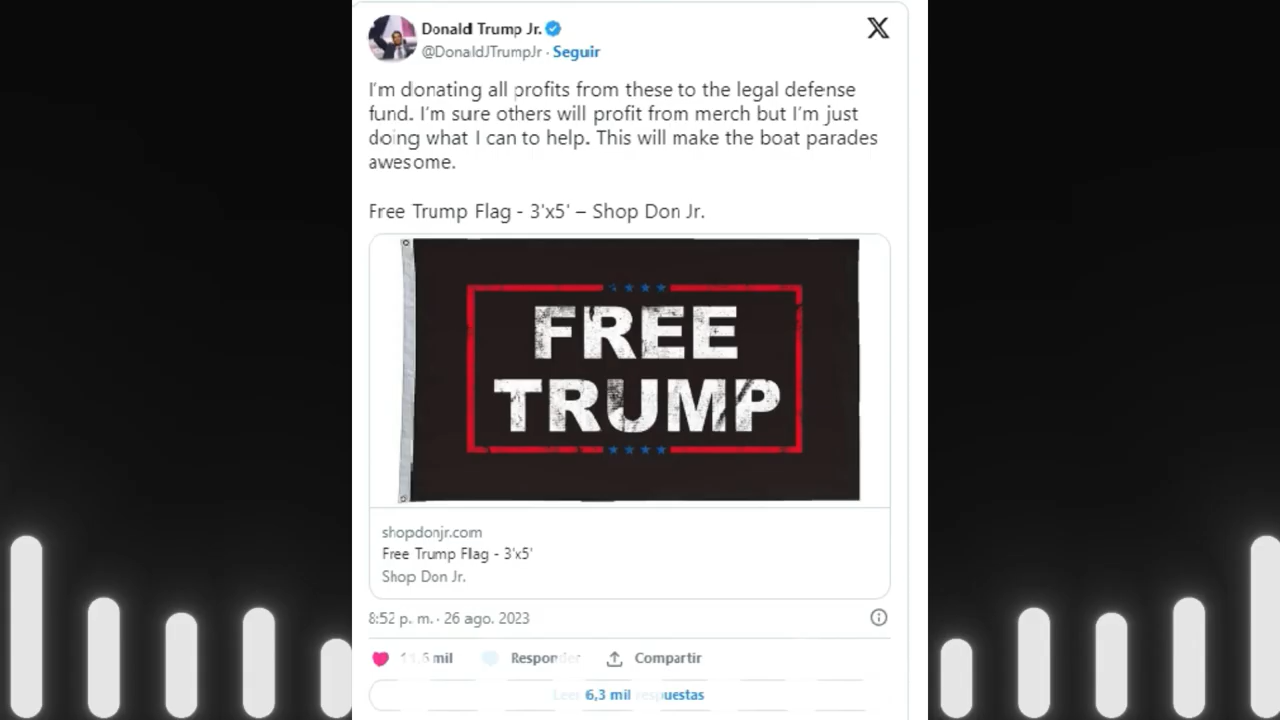 Donald Trump Jr.
@DonaldJTrumpJr · Seguir
I'm donating all profits from these to the legal defense
fund. I'm sure others will profit from merch but I'm just
doing what I can to help. This will make the boat parades
awesome.
Free Trump Flag - 3'x5' – Shop Don Jr.
FREE
TRUMP
shopdonjr.com
Free Trump Flag - 3'x5'
Shop Don Jr.
8:52 p. m. · 26 ago. 2023
11,6 mil
Responder
Compartir
Leer 6,3 mil respuestas